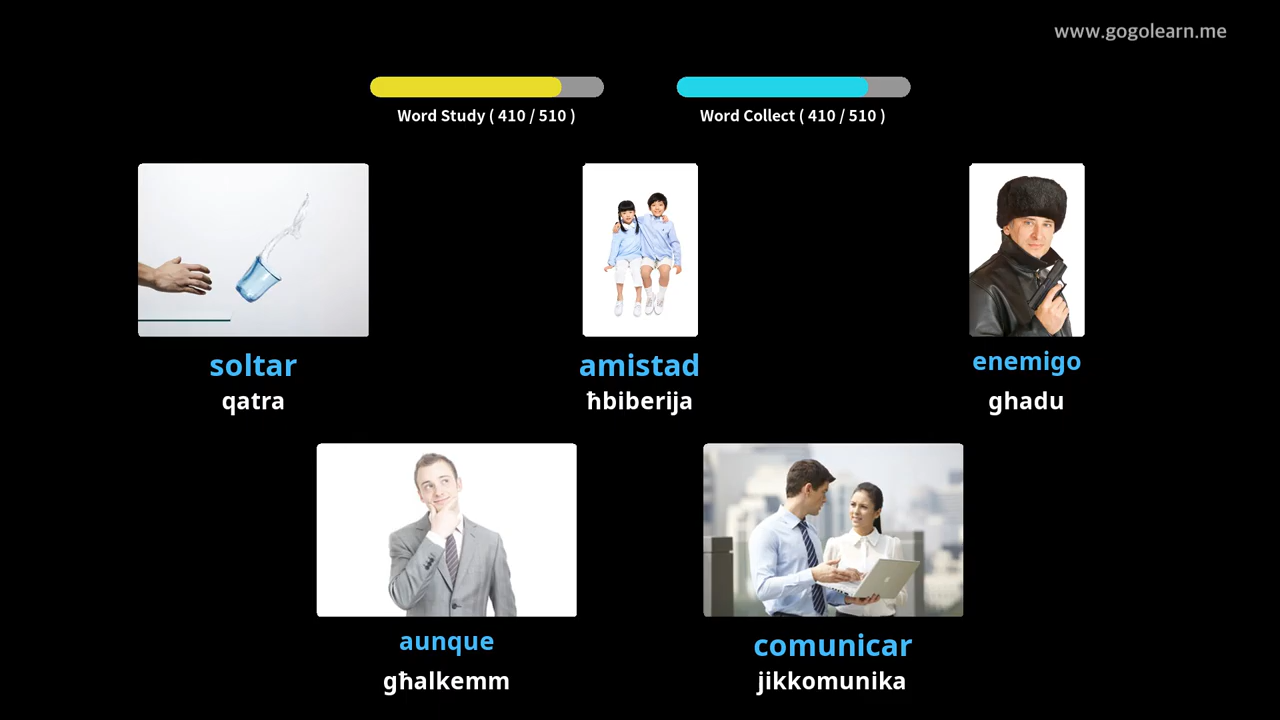 www.gogolearn.me
Word Study ( 410 / 510 )
Word Collect ( 410 / 510 )
soltar
amistad
enemigo
qatra
ħbiberija
ghadu
aunque
comunicar
għalkemm
jikkomunika